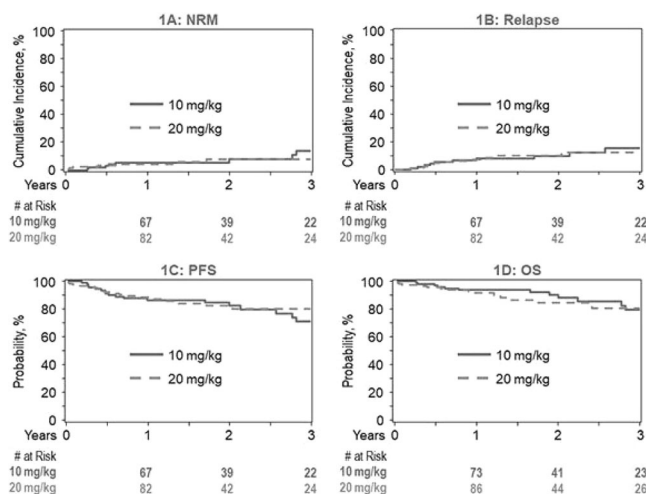 1A: NRM
Cumulative Incidence, %
100
80
60
40
20
0
10 mg/kg
20 mg/kg
Years 0 1 2 3
# at Risk
10 mg/kg 67 39 22
20 mg/kg 82 42 24
1B: Relapse
Cumulative Incidence, %
100
80
60
40
20
0
10 mg/kg
20 mg/kg
Years 0 1 2 3
# at Risk
10 mg/kg 67 39 22
20 mg/kg 82 42 24
1C: PFS
Probability, %
100
80
60
40
20
0
10 mg/kg
20 mg/kg
Years 0 1 2 3
# at Risk
10 mg/kg 67 39 22
20 mg/kg 82 42 24
1D: OS
Probability, %
100
80
60
40
20
0
10 mg/kg
20 mg/kg
Years 0 1 2 3
# at Risk
10 mg/kg 73 41 23
20 mg/kg 86 44 26